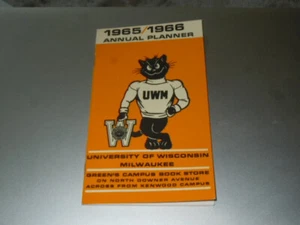 1965/1966
ANNUAL PLANNER
UWM
W
UNIVERSITY OF WISCONSIN
MILWAUKEE
GREEN'S CAMPUS BOOK STORE
ON NORTH DOWNER AVENUE
ACROSS FROM KENWOOD CAMPUS